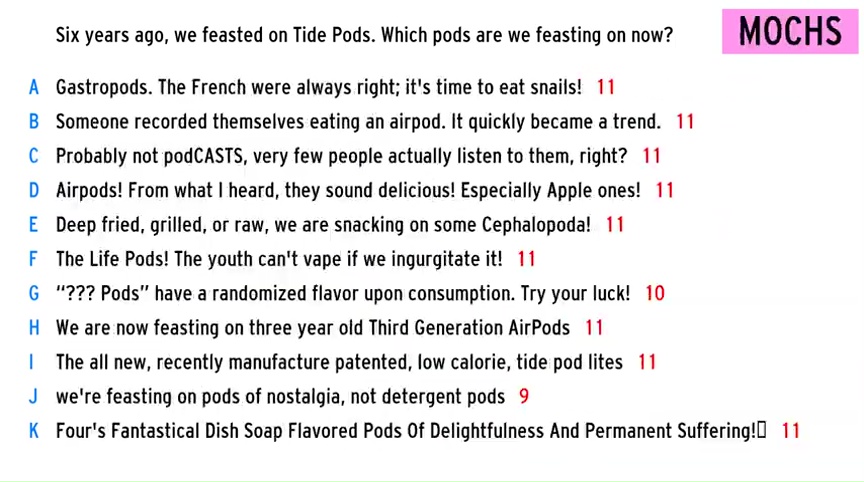 Six years ago, we feasted on Tide Pods. Which pods are we feasting on now?
MOCHS
A Gastropods. The French were always right; it's time to eat snails! 11
B Someone recorded themselves eating an airpod. It quickly became a trend. 11
C Probably not podCASTS, very few people actually listen to them, right? 11
D Airpods! From what I heard, they sound delicious! Especially Apple ones! 11
E Deep fried, grilled, or raw, we are snacking on some Cephalopoda! 11
F The Life Pods! The youth can't vape if we ingurgitate it! 11
G “??? Pods” have a randomized flavor upon consumption. Try your luck! 10
H We are now feasting on three year old Third Generation AirPods 11
I The all new, recently manufacture patented, low calorie, tide pod lites 11
J we're feasting on pods of nostalgia, not detergent pods 9
K Four's Fantastical Dish Soap Flavored Pods Of Delightfulness And Permanent Suffering!▯ 11